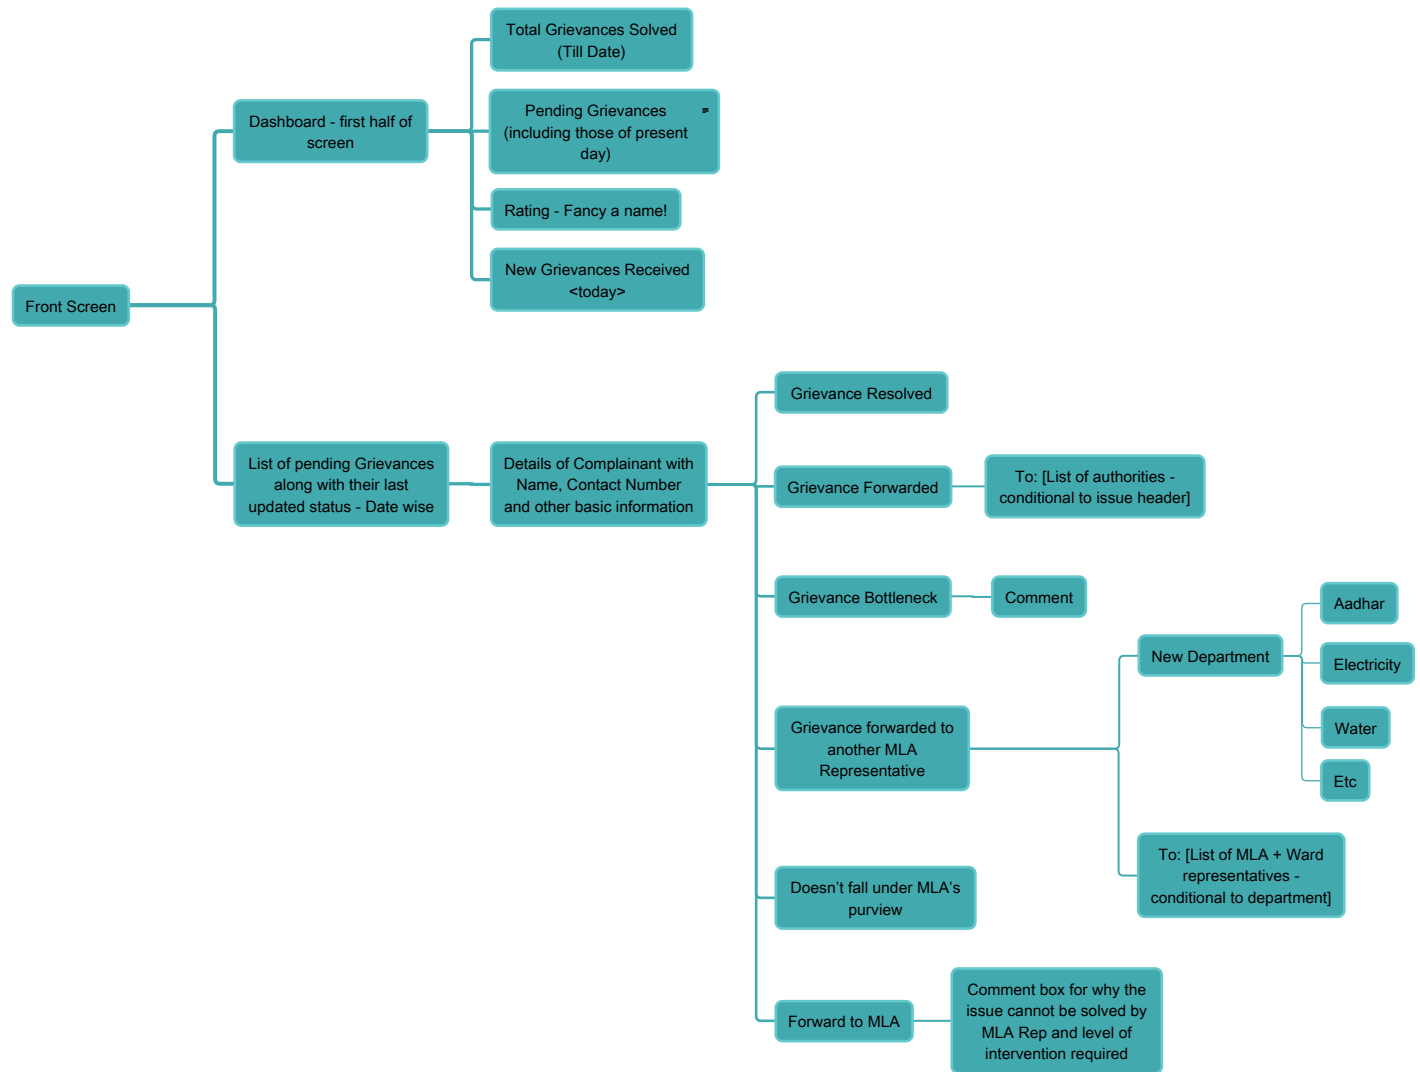 Total Grievances Solved
(Till Date)
Pending Grievances
(including those of present
day)
Dashboard - first half of
screen
Rating - Fancy a name!
New Grievances Received
<today>
Front Screen
Grievance Resolved
List of pending Grievances
along with their last
updated status - Date wise
Details of Complainant with
Name, Contact Number
and other basic information
Grievance Forwarded
To: [List of authorities -
conditional to issue header]
Grievance Bottleneck
Comment
Aadhar
New Department
Electricity
Water
Etc
Grievance forwarded to
another MLA
Representative
To: [List of MLA + Ward
representatives -
conditional to department]
Doesn’t fall under MLA’s
purview
Forward to MLA
Comment box for why the
issue cannot be solved by
MLA Rep and level of
intervention required